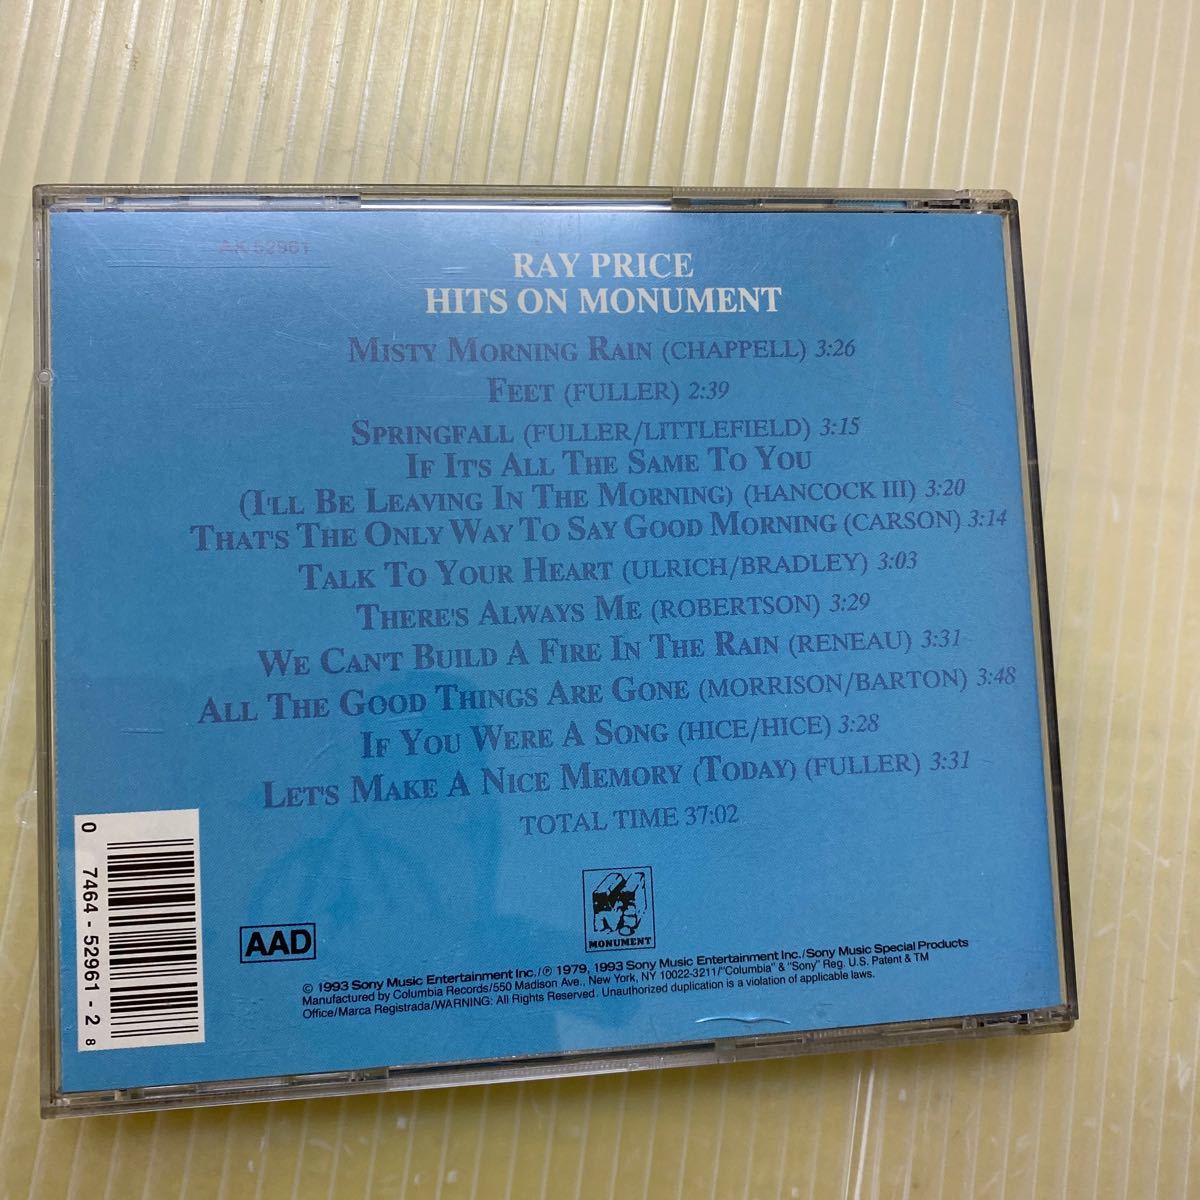 AK 52961
RAY PRICE
HITS ON MONUMENT
MISTY MORNING RAIN (CHAPPELL) 3:26
FEET (FULLER) 2:39
SPRINGFALL (FULLER/LITTLEFIELD) 3:15
IF IT'S ALL THE SAME TO YOU
(I'LL BE LEAVING IN THE MORNING) (HANCOCK III) 3:20
THAT'S THE ONLY WAY TO SAY GOOD MORNING (CARSON) 3:14
TALK TO YOUR HEART (ULRICH/BRADLEY) 3:03
THERE'S ALWAYS ME (ROBERTSON) 3:29
WE CAN'T BUILD A FIRE IN THE RAIN (RENEAU) 3:31
ALL THE GOOD THINGS ARE GONE (MORRISON/BARTON) 3:48
IF YOU WERE A SONG (HICE/HICE) 3:28
LET'S MAKE A NICE MEMORY (TODAY) (FULLER) 3:31
TOTAL TIME 37:02
0 7464-52961-2 8
AAD
MONUMENT
© 1993 Sony Music Entertainment Inc./℗ 1979, 1993 Sony Music Entertainment Inc./Sony Music Special Products
Manufactured by Columbia Records/550 Madison Ave., New York, NY 10022-3211/"Columbia" & "Sony" Reg. U.S. Patent & TM
Office/Marca Registrada/WARNING: All Rights Reserved. Unauthorized duplication is a violation of applicable laws.